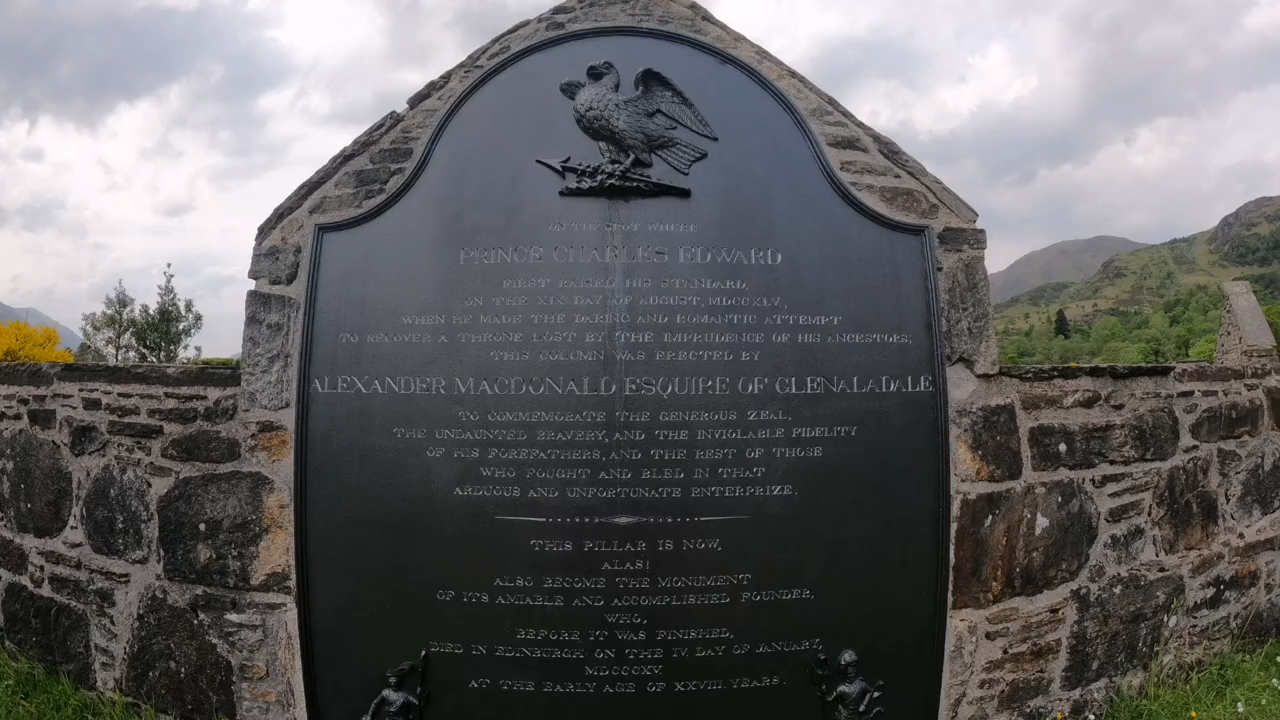 ON THE SPOT WHERE
PRINCE CHARLES EDWARD
FIRST RAISED HIS STANDARD,
ON THE XIX DAY OF AUGUST, MDCCXLV,
WHEN HE MADE THE DARING AND ROMANTIC ATTEMPT
TO RECOVER A THRONE LOST BY THE IMPRUDENCE OF HIS ANCESTORS;
THIS COLUMN WAS ERECTED BY
ALEXANDER MACDONALD ESQUIRE OF GLENALADALE,
TO COMMEMORATE THE GENEROUS ZEAL,
THE UNDAUNTED BRAVERY, AND THE INVIOLABLE FIDELITY
OF HIS FOREFATHERS, AND THE REST OF THOSE
WHO FOUGHT AND BLED IN THAT
ARDUOUS AND UNFORTUNATE ENTERPRIZE.
THIS PILLAR IS NOW,
ALAS!
ALSO BECOME THE MONUMENT
OF ITS AMIABLE AND ACCOMPLISHED FOUNDER,
WHO,
BEFORE IT WAS FINISHED,
DIED IN EDINBURGH ON THE IV. DAY OF JANUARY,
MDCCCXV.
AT THE EARLY AGE OF XXVIII. YEARS.